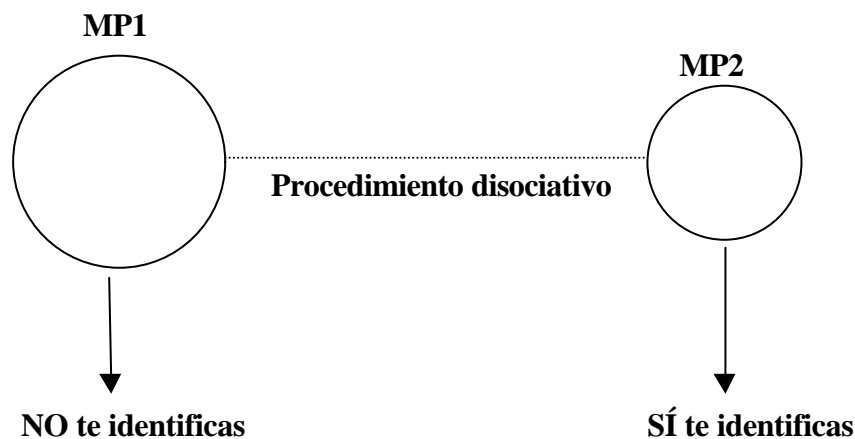 MP1
MP2
Procedimiento disociativo
NO te identificas
SÍ te identificas